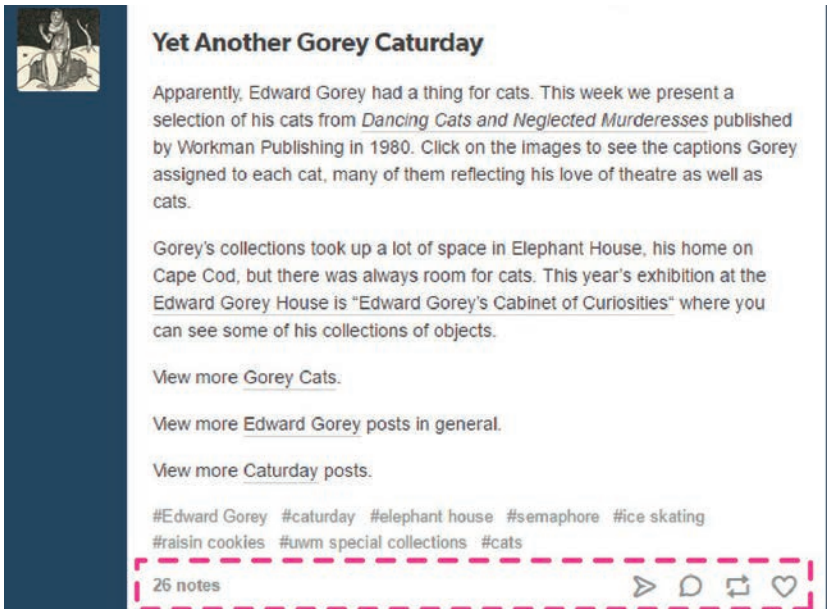 Yet Another Gorey Caturday
Apparently, Edward Gorey had a thing for cats. This week we present a
selection of his cats from Dancing Cats and Neglected Murderesses published
by Workman Publishing in 1980. Click on the images to see the captions Gorey
assigned to each cat, many of them reflecting his love of theatre as well as
cats.
Gorey's collections took up a lot of space in Elephant House, his home on
Cape Cod, but there was always room for cats. This year's exhibition at the
Edward Gorey House is “Edward Gorey's Cabinet of Curiosities“ where you
can see some of his collections of objects.
View more Gorey Cats.
View more Edward Gorey posts in general.
View more Caturday posts.
#Edward Gorey #caturday #elephant house #semaphore #ice skating
#raisin cookies #uwm special collections #cats
26 notes